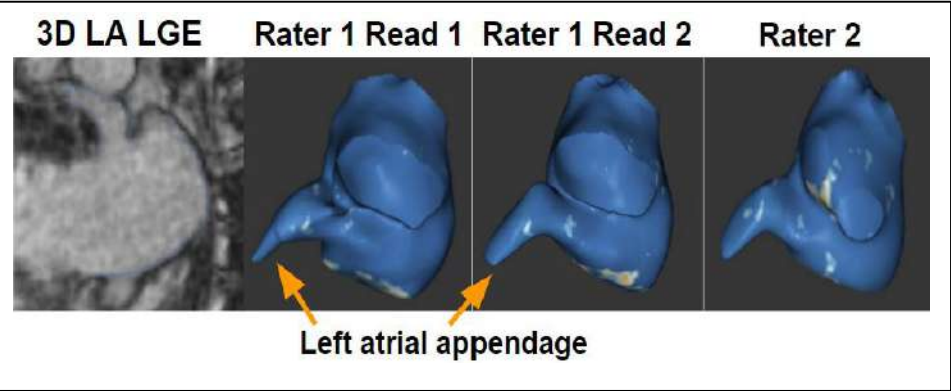 3D LA LGE Rater 1 Read 1 Rater 1 Read 2 Rater 2
Left atrial appendage